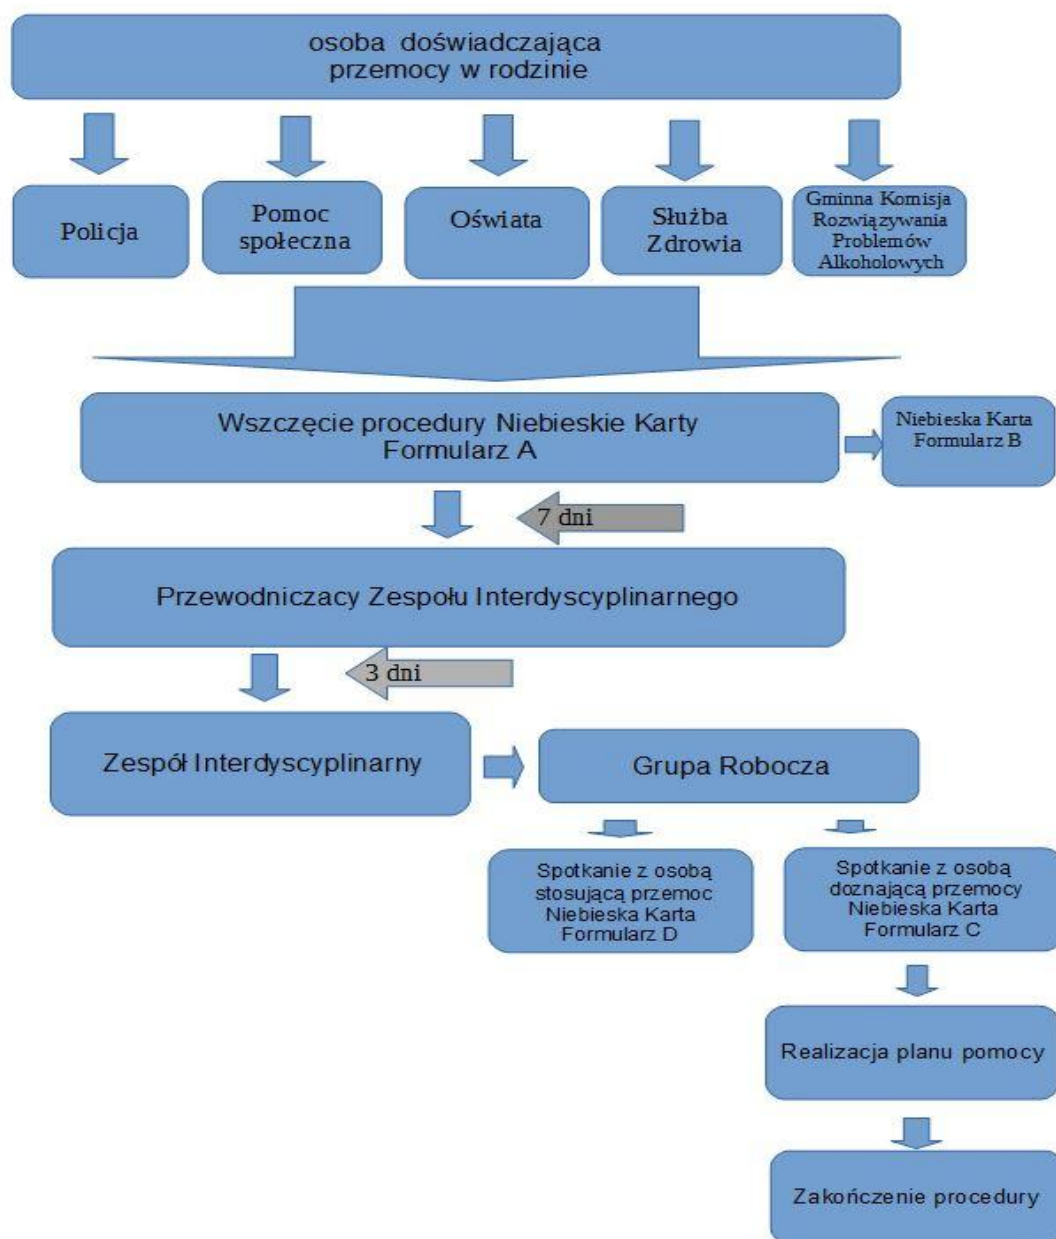 osoba doświadczająca
przemocy w rodzinie
Policja
Pomoc
społeczna
Oświata
Służba
Zdrowia
Gminna Komisja
Rozwiązywania
Problemów
Alkoholowych
Wszczęcie procedury Niebieskie Karty
Formularz A
Niebieska Karta
Formularz B
7 dni
Przewodniczacy Zespołu Interdyscyplinarnego
3 dni
Zespół Interdyscyplinarny
Grupa Robocza
Spotkanie z osobą
stosującą przemoc
Niebieska Karta
Formularz D
Spotkanie z osobą
doznającą przemocy
Niebieska Karta
Formularz C
Realizacja planu pomocy
Zakończenie procedury